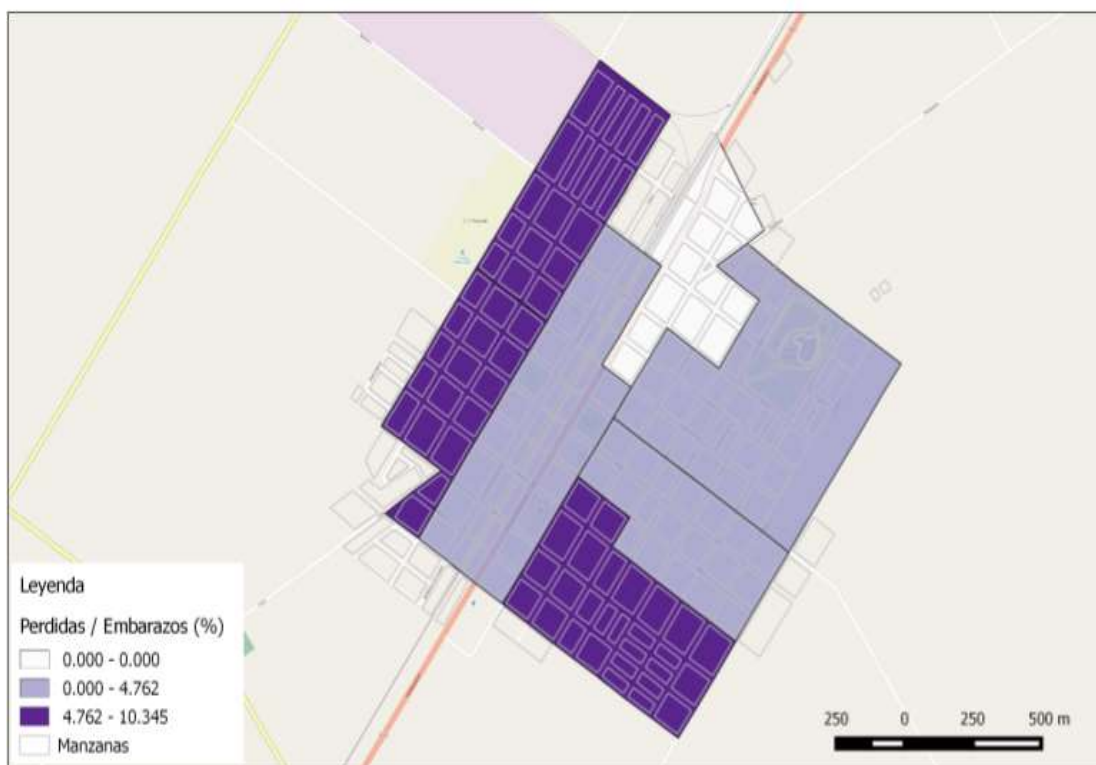 Leyenda
Perdidas / Embarazos (%)
0.000 - 0.000
0.000 - 4.762
4.762 - 10.345
Manzanas
250 0 250 500 m